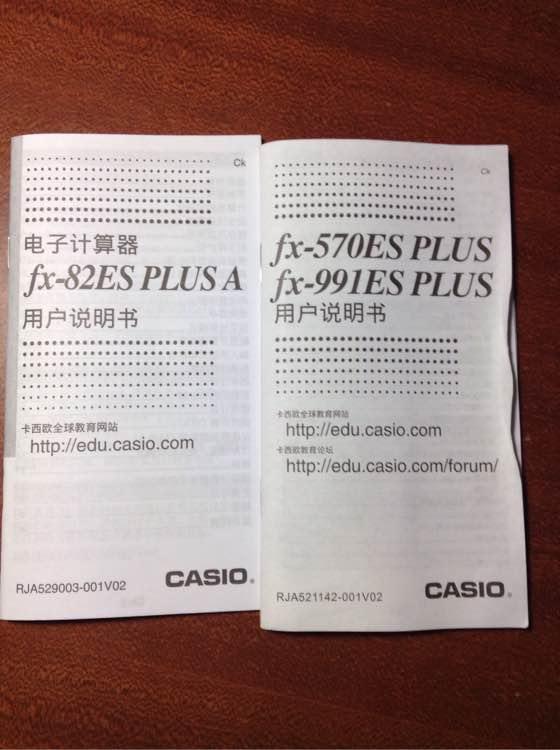 Ck
电子计算器
fx-82ES PLUS A
用户说明书
卡西欧全球教育网站
http://edu.casio.com
RJA529003-001V02
CASIO®
Ck
fx-570ES PLUS
fx-991ES PLUS
用户说明书
卡西欧全球教育网站
http://edu.casio.com
卡西欧教育论坛
http://edu.casio.com/forum/
RJA521142-001V02
CASIO®